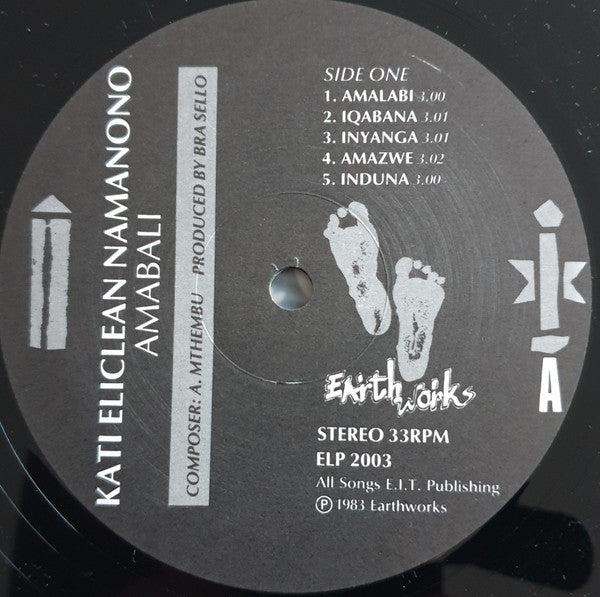 KATI ELICLEAN NAMANONO
AMABALI
COMPOSER: A. MTHEMBU PRODUCED BY BRA SELLO
SIDE ONE
1. AMALABI 3.00
2. IQABANA 3.01
3. INYANGA 3.01
4. AMAZWE 3.02
5. INDUNA 3.00
Earthworks
A
STEREO 33RPM
ELP 2003
All Songs E.I.T. Publishing
℗ 1983 Earthworks